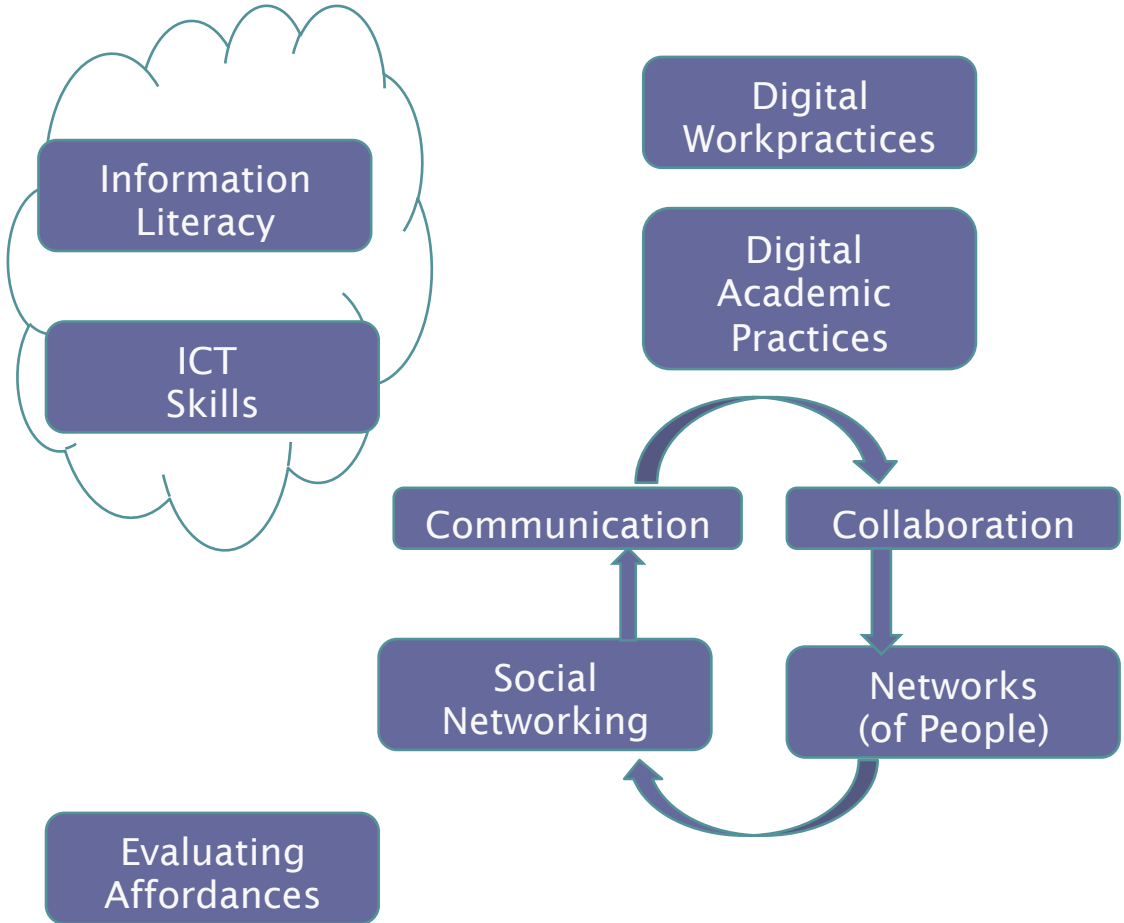 Information
Literacy
ICT
Skills
Digital
Workpractices
Digital
Academic
Practices
Communication
Collaboration
Social
Networking
Networks
(of People)
Evaluating
Affordances